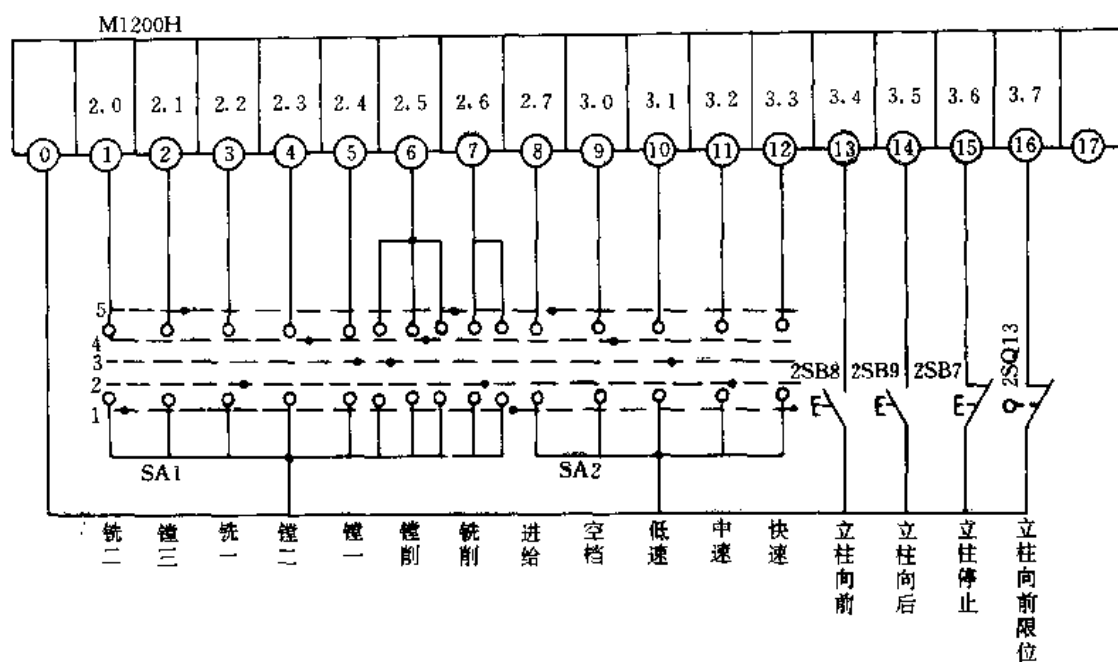 M1200H
2.0 2.1 2.2 2.3 2.4 2.5 2.6 2.7 3.0 3.1 3.2 3.3 3.4 3.5 3.6 3.7
0 1 2 3 4 5 6 7 8 9 10 11 12 13 14 15 16 17
5
4
3
2
1
2SB8 2SB9 2SB7 2SQ13
SA1 SA2
铣二
镗三
铣一
镗二
镗一
镗削
铣削
进给
空档
低速
中速
快速
立柱向前
立柱向后
立柱停止
立柱向前限位